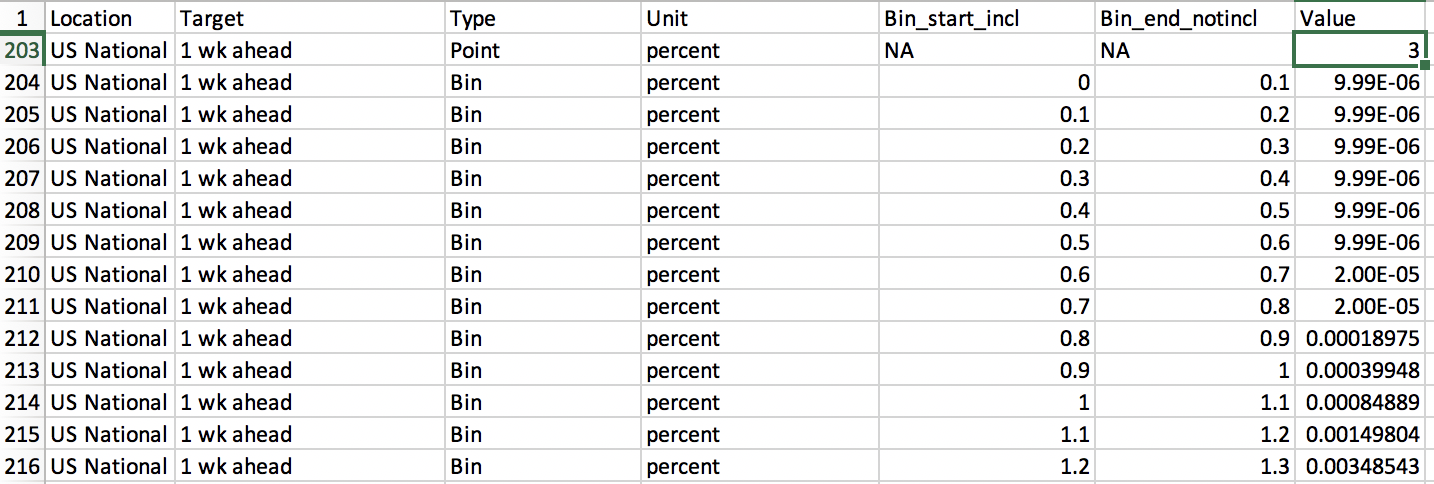 1 Location Target Type Unit Bin_start_incl Bin_end_notincl Value
203 US National 1 wk ahead Point percent NA NA 3
204 US National 1 wk ahead Bin percent 0 0.1 9.99E-06
205 US National 1 wk ahead Bin percent 0.1 0.2 9.99E-06
206 US National 1 wk ahead Bin percent 0.2 0.3 9.99E-06
207 US National 1 wk ahead Bin percent 0.3 0.4 9.99E-06
208 US National 1 wk ahead Bin percent 0.4 0.5 9.99E-06
209 US National 1 wk ahead Bin percent 0.5 0.6 9.99E-06
210 US National 1 wk ahead Bin percent 0.6 0.7 2.00E-05
211 US National 1 wk ahead Bin percent 0.7 0.8 2.00E-05
212 US National 1 wk ahead Bin percent 0.8 0.9 0.00018975
213 US National 1 wk ahead Bin percent 0.9 1 0.00039948
214 US National 1 wk ahead Bin percent 1 1.1 0.00084889
215 US National 1 wk ahead Bin percent 1.1 1.2 0.00149804
216 US National 1 wk ahead Bin percent 1.2 1.3 0.00348543